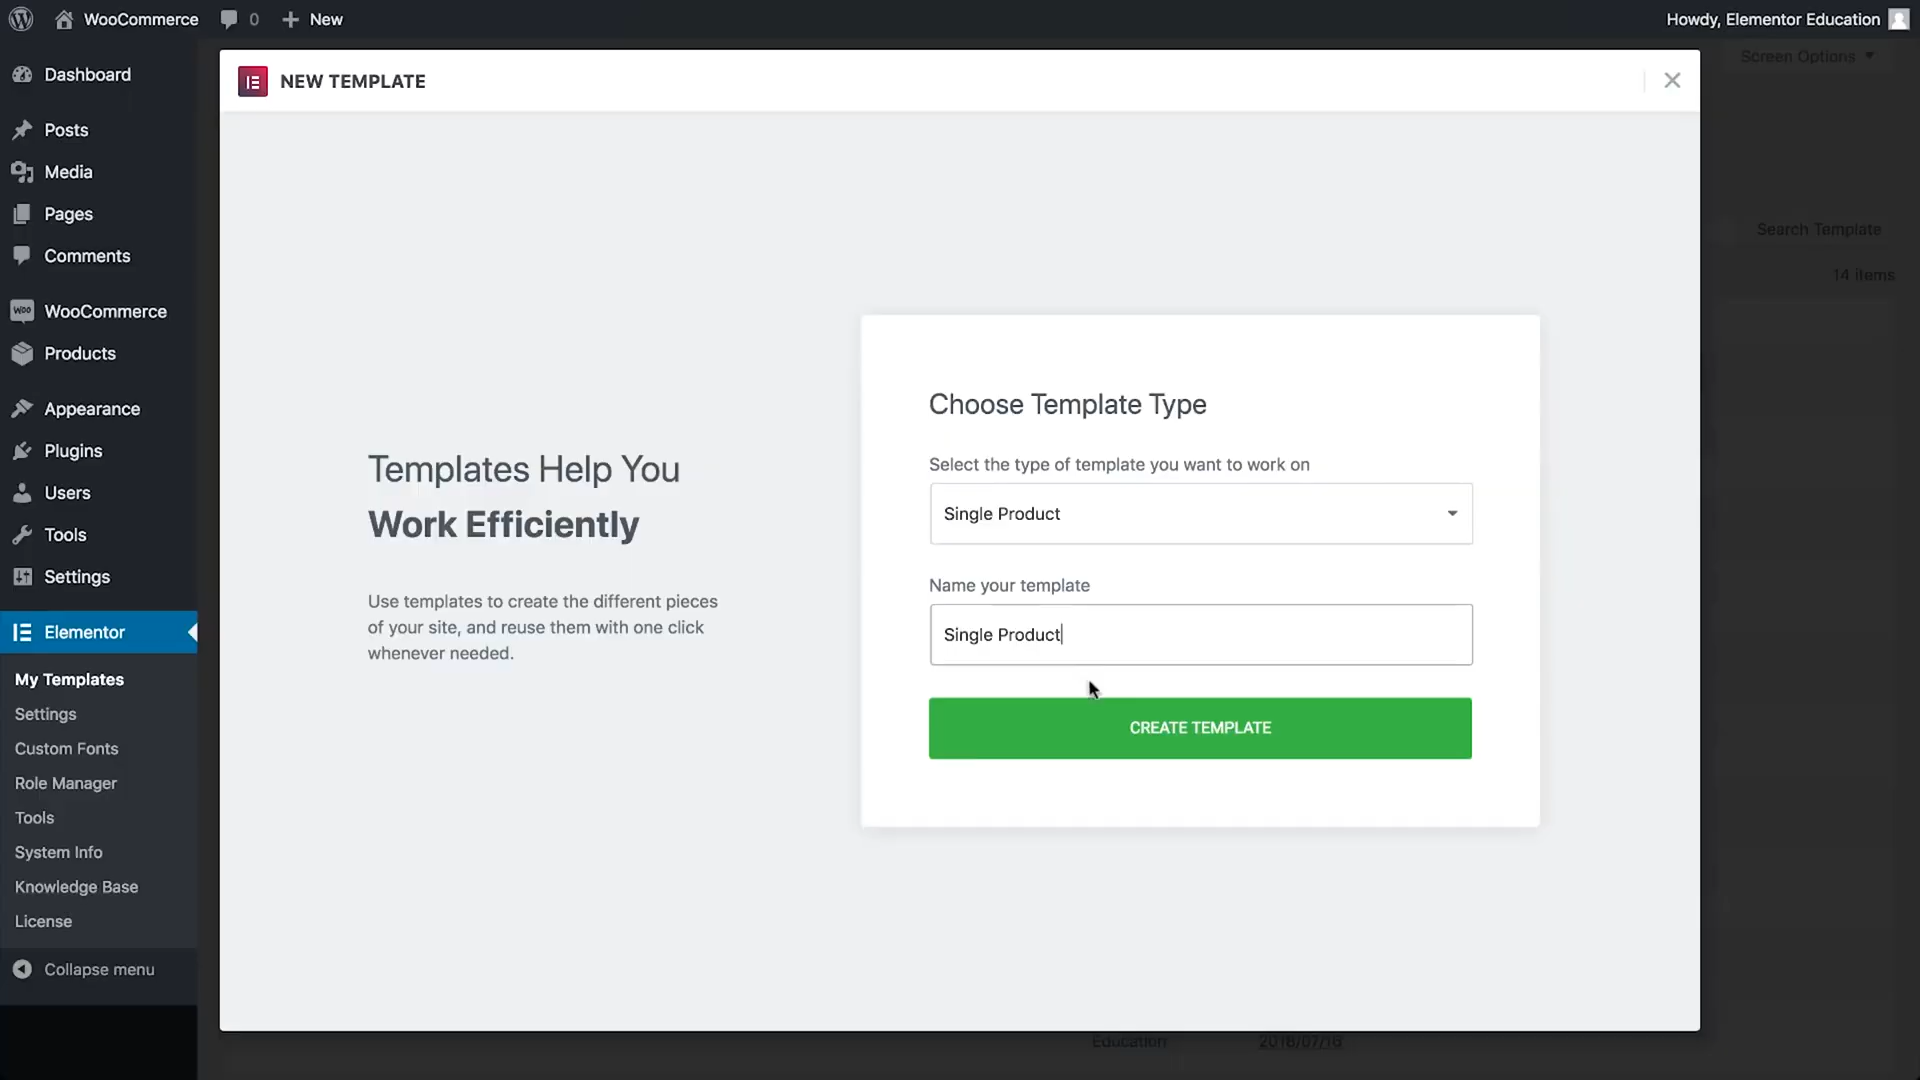 WooCommerce
0
New
Howdy, Elementor Education
Dashboard
Posts
Media
Pages
Comments
WOO
WooCommerce
Products
Appearance
Plugins
Users
Tools
Settings
Elementor
My Templates
Settings
Custom Fonts
Role Manager
Tools
System Info
Knowledge Base
License
Collapse menu
Screen Options
NEW TEMPLATE
Search Template
14 items
Templates Help You
Work Efficiently
Use templates to create the different pieces
of your site, and reuse them with one click
whenever needed.
Choose Template Type
Select the type of template you want to work on
Single Product
Name your template
Single Product
CREATE TEMPLATE
Education
2018/07/16